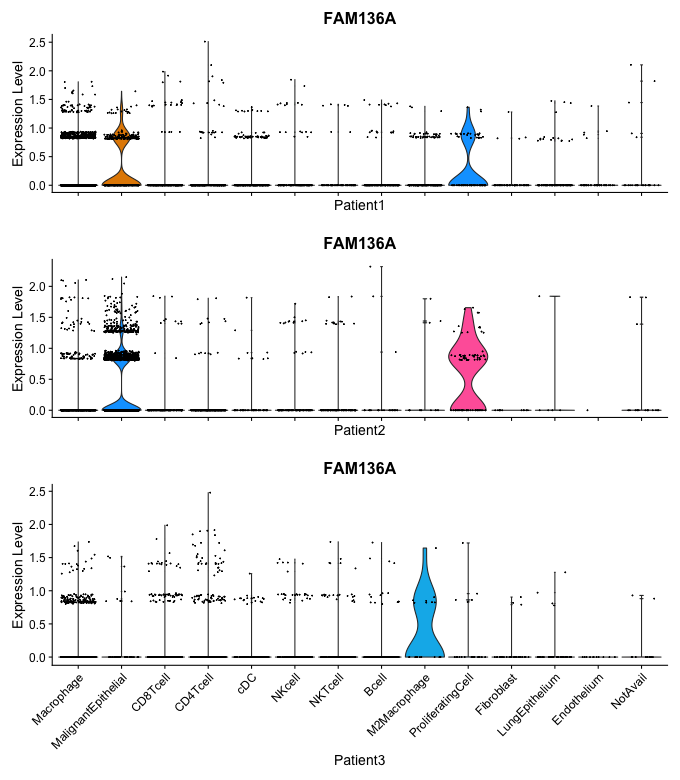 FAM136A
Expression Level
2.5
2.0
1.5
1.0
0.5
0.0
Patient1
FAM136A
Expression Level
2.0
1.5
1.0
0.5
0.0
Patient2
FAM136A
Expression Level
2.5
2.0
1.5
1.0
0.5
0.0
Macrophage
MalignantEpithelial
CD8Tcell
CD4Tcell
cDC
NKcell
NKTcell
Bcell
M2Macrophage
ProliferatingCell
Fibroblast
LungEpithelium
Endothelium
NotAvail
Patient3